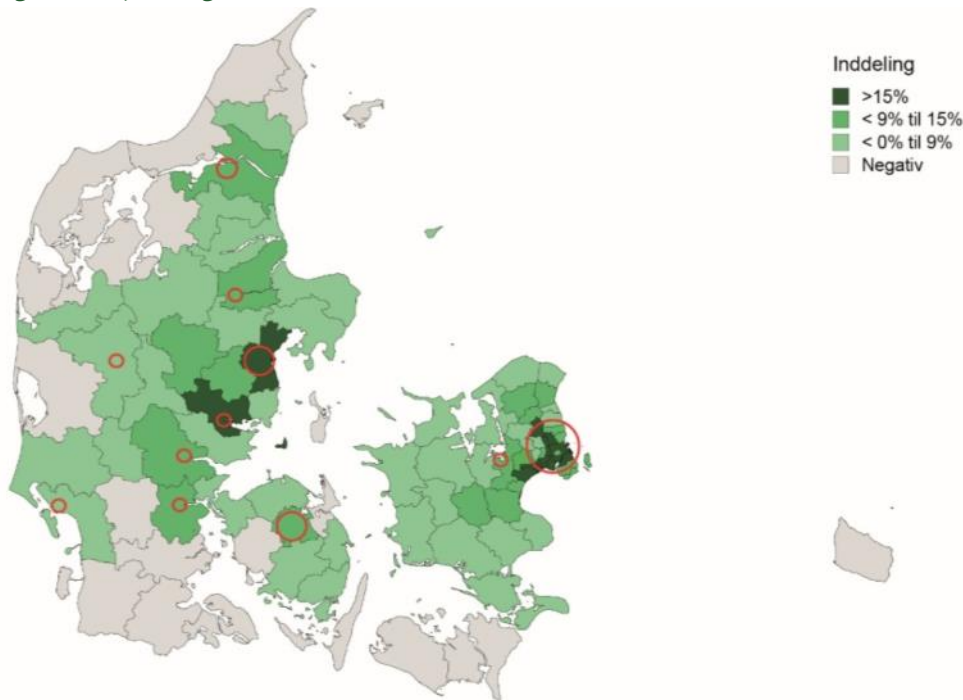 Inddeling
>15%
< 9% til 15%
< 0% til 9%
Negativ